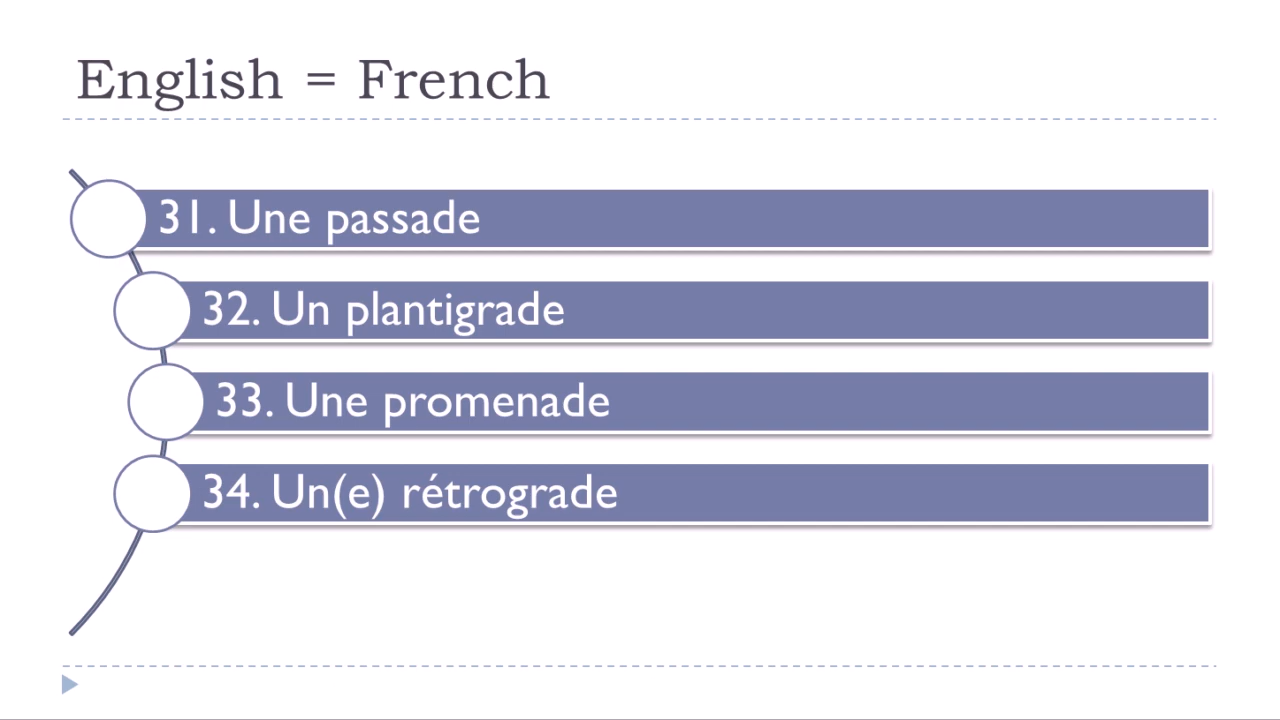 English = French
31. Une passade
32. Un plantigrade
33. Une promenade
34. Un(e) rétrograde